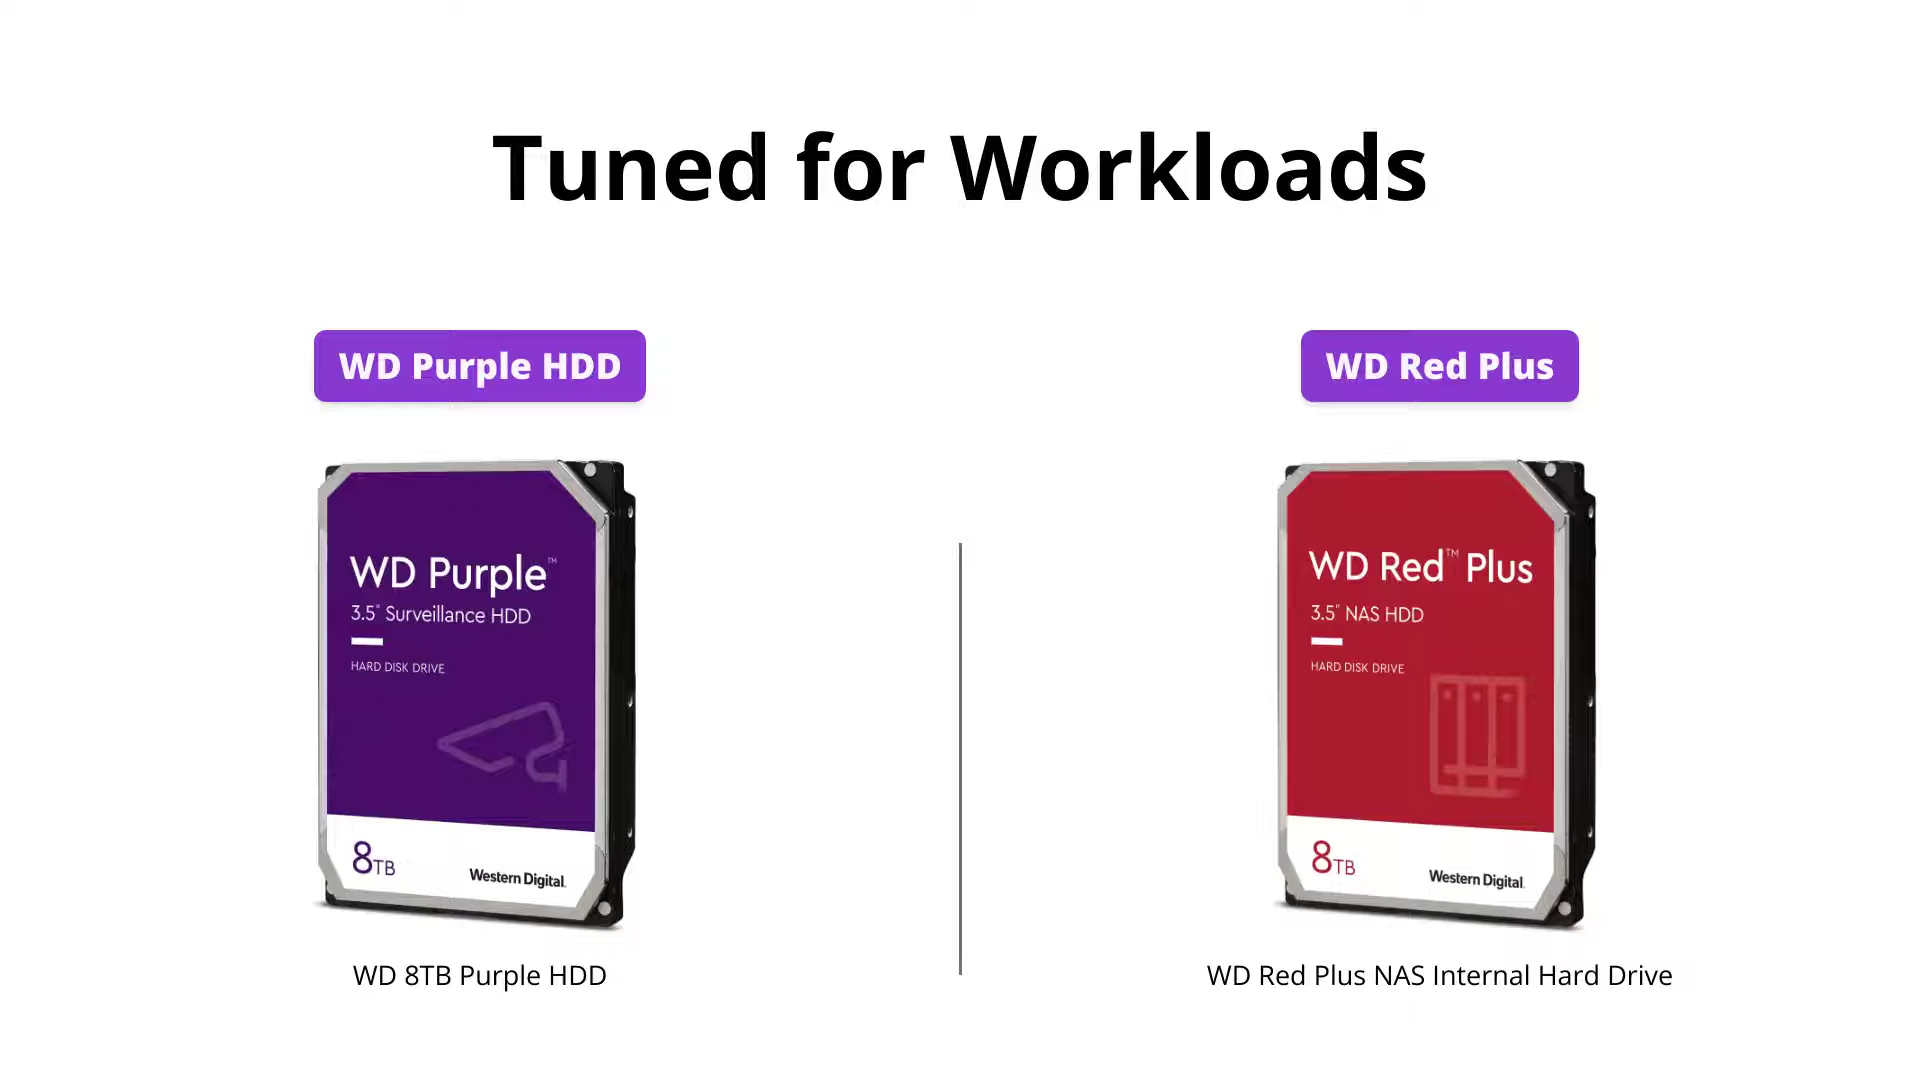 Tuned for Workloads
WD Purple HDD
WD Purple™
3.5" Surveillance HDD
HARD DISK DRIVE
8TB
Western Digital.
WD 8TB Purple HDD
WD Red Plus
WD Red™ Plus
3.5" NAS HDD
HARD DISK DRIVE
8TB
Western Digital.
WD Red Plus NAS Internal Hard Drive